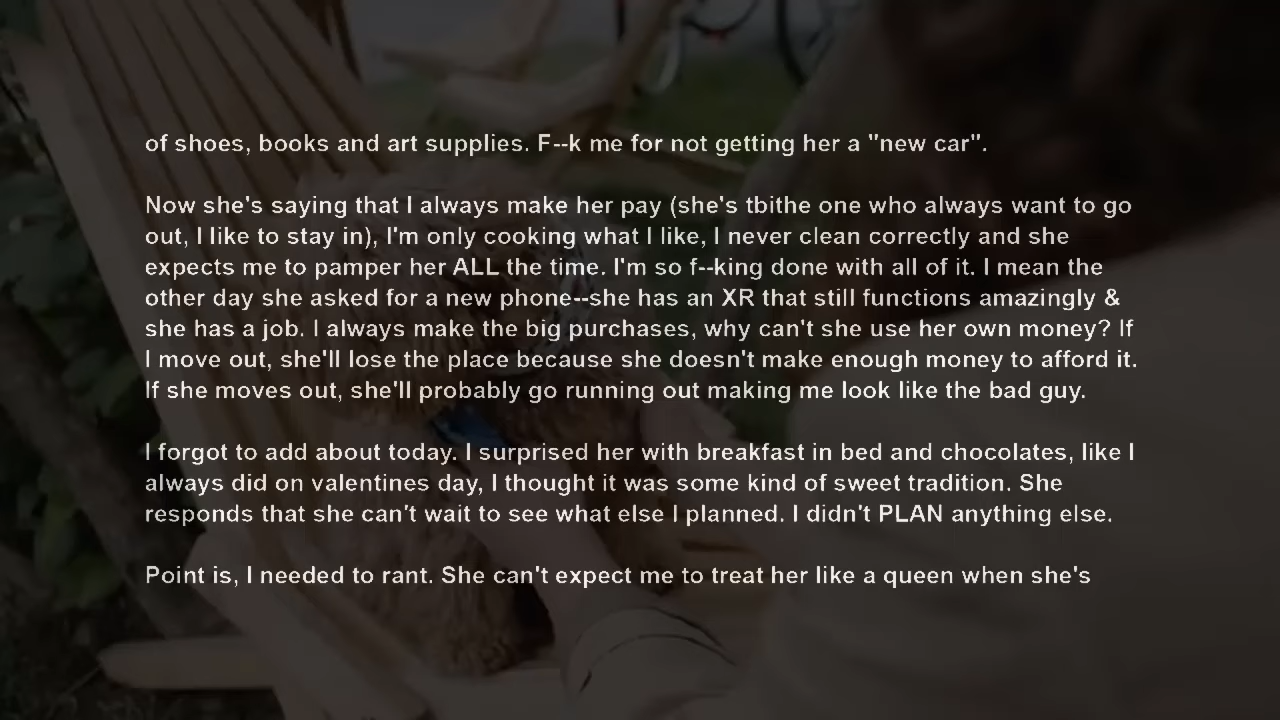 of shoes, books and art supplies. F--k me for not getting her a "new car".
Now she's saying that I always make her pay (she's tbithe one who always want to go
out, I like to stay in), I'm only cooking what I like, I never clean correctly and she
expects me to pamper her ALL the time. I'm so f--king done with all of it. I mean the
other day she asked for a new phone--she has an XR that still functions amazingly &
she has a job. I always make the big purchases, why can't she use her own money? If
I move out, she'll lose the place because she doesn't make enough money to afford it.
If she moves out, she'll probably go running out making me look like the bad guy.
I forgot to add about today. I surprised her with breakfast in bed and chocolates, like I
always did on valentines day, I thought it was some kind of sweet tradition. She
responds that she can't wait to see what else I planned. I didn't PLAN anything else.
Point is, I needed to rant. She can't expect me to treat her like a queen when she's